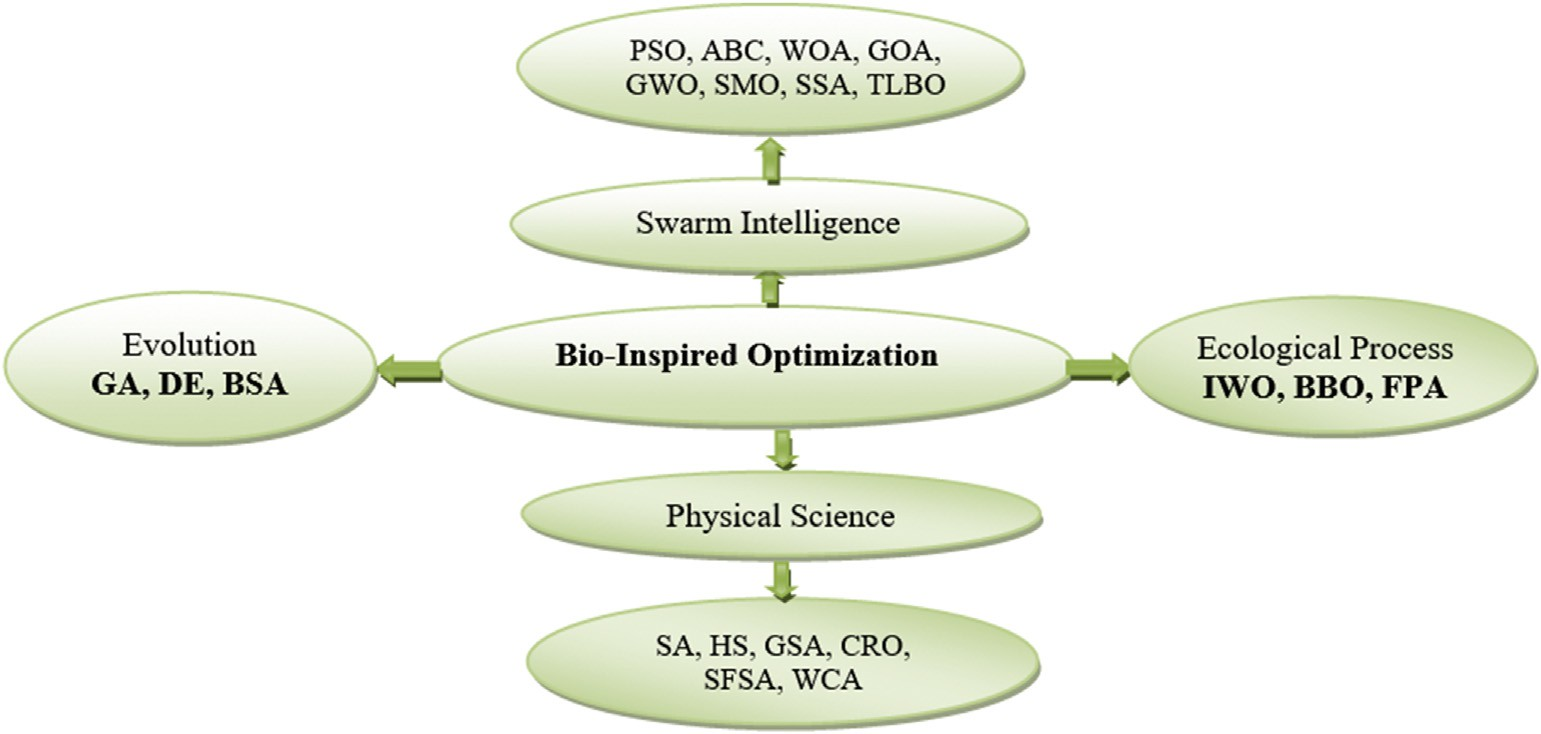 PSO, ABC, WOA, GOA,
GWO, SMO, SSA, TLBO
Swarm Intelligence
Bio-Inspired Optimization
Evolution
GA, DE, BSA
Ecological Process
IWO, BBO, FPA
Physical Science
SA, HS, GSA, CRO,
SFSA, WCA